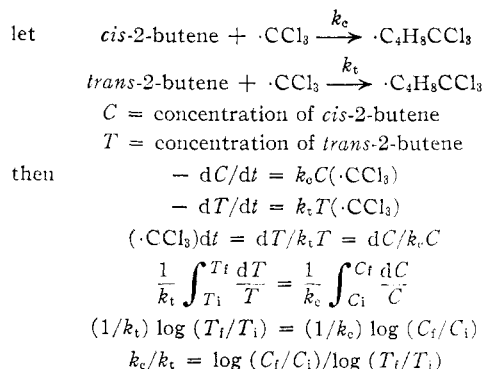 let cis-2-butene + ·CCl₃ —kc→ ·C₄H₈CCl₃
trans-2-butene + ·CCl₃ —kt→ ·C₄H₈CCl₃
C = concentration of cis-2-butene
T = concentration of trans-2-butene
then − dC/dt = kcC(·CCl₃)
− dT/dt = ktT(·CCl₃)
(·CCl₃)dt = dT/ktT = dC/kcC
1/kt ∫_Ti^Tf dT/T = 1/kc ∫_Ci^Cf dC/C
(1/kt) log (Tf/Ti) = (1/kc) log (Cf/Ci)
kc/kt = log (Cf/Ci)/log (Tf/Ti)